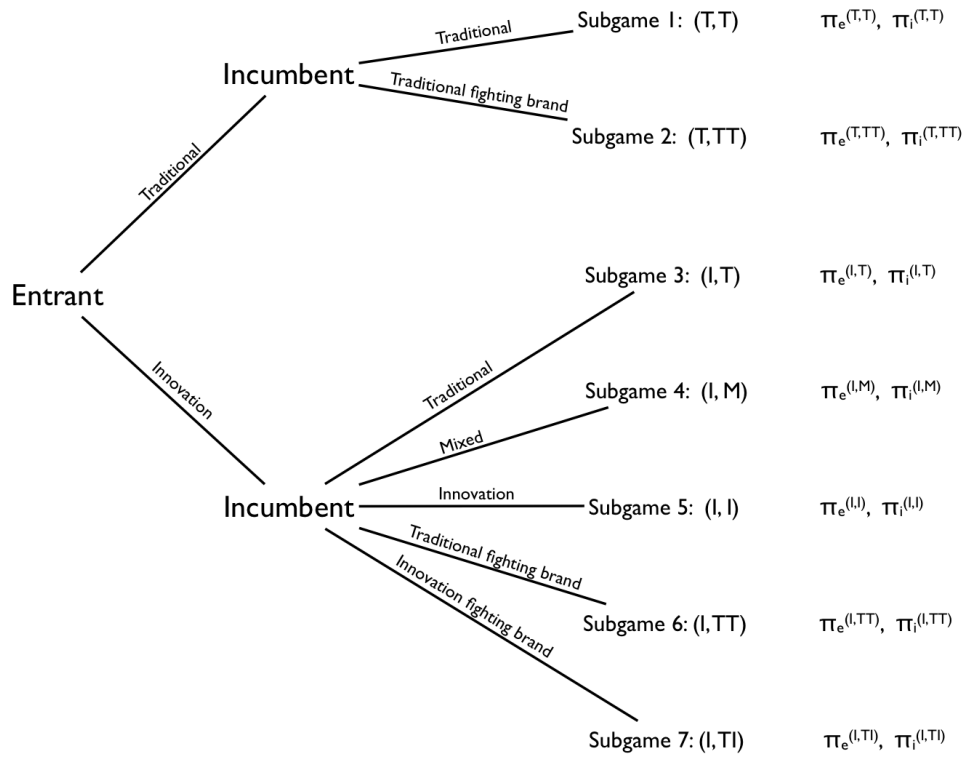 Traditional
Subgame 1: (T, T) πe(T,T), πi(T,T)
Incumbent
Traditional fighting brand
Subgame 2: (T, TT) πe(T,TT), πi(T,TT)
Traditional
Entrant
Subgame 3: (I, T) πe(I,T), πi(I,T)
Innovation
Traditional
Subgame 4: (I, M) πe(I,M), πi(I,M)
Mixed
Incumbent
Innovation
Subgame 5: (I, I) πe(I,I), πi(I,I)
Traditional fighting brand
Subgame 6: (I, TT) πe(I,TT), πi(I,TT)
Innovation fighting brand
Subgame 7: (I, TI) πe(I,TI), πi(I,TI)